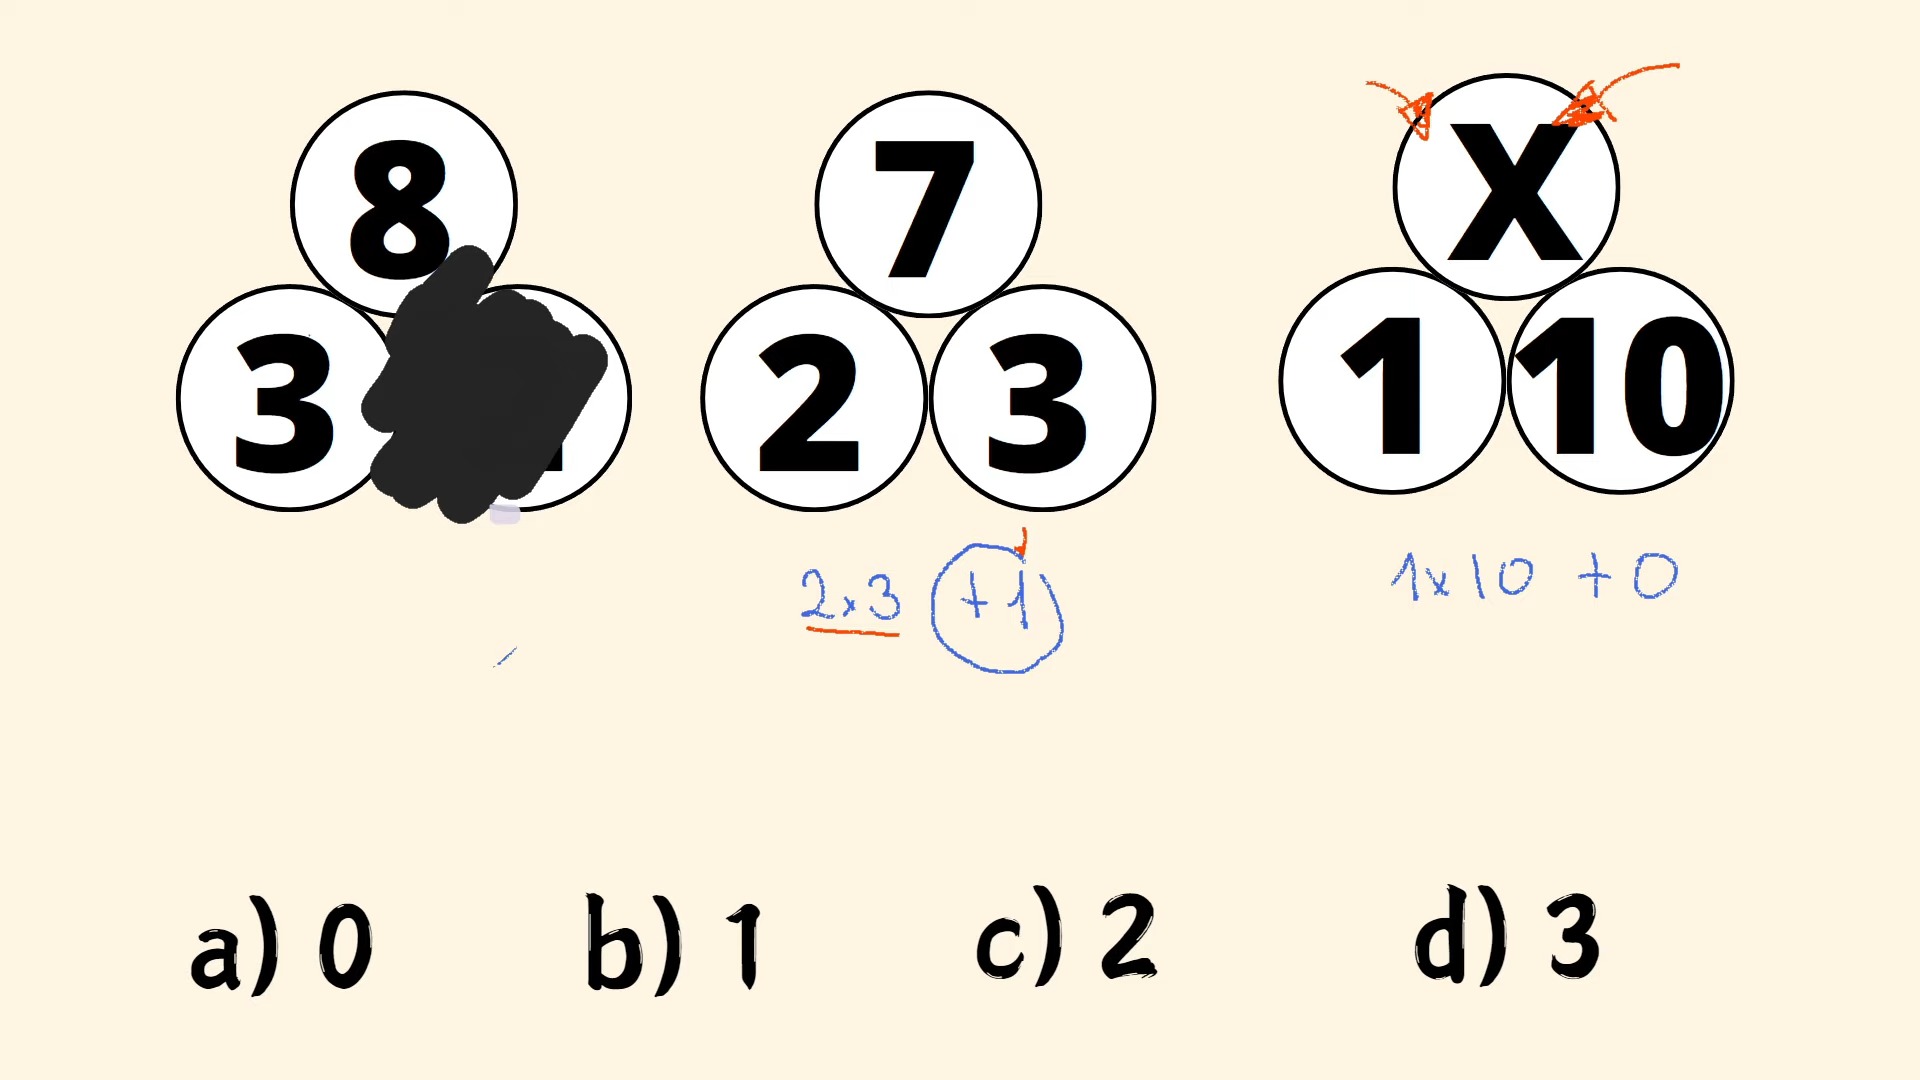 8 7 X
3 2 3 1 10
2x3 +1 1x10 +0
a) 0 b) 1 c) 2 d) 3